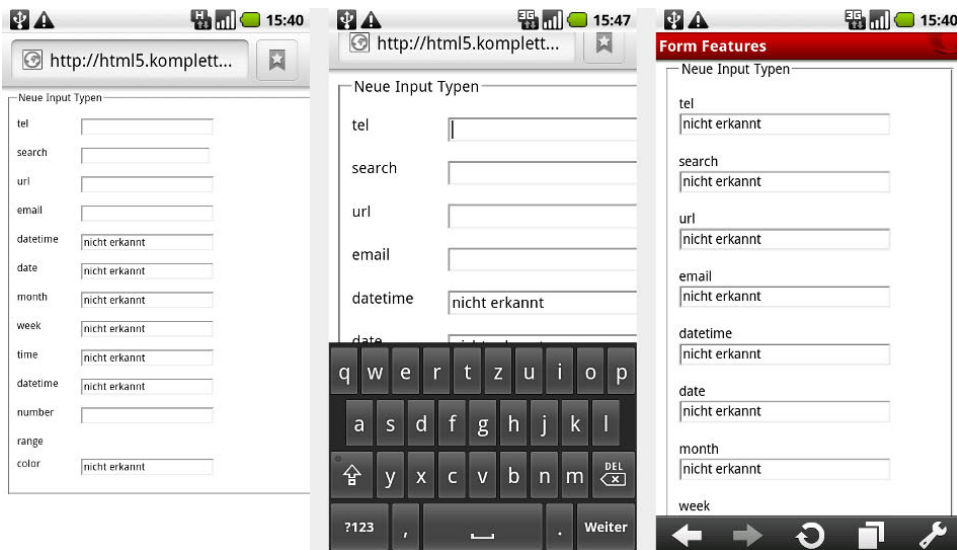 15:40
http://html5.komplett...
Neue Input Typen
tel
search
url
email
datetime nicht erkannt
date nicht erkannt
month nicht erkannt
week nicht erkannt
time nicht erkannt
datetime nicht erkannt
number
range
color nicht erkannt
3G 15:47
http://html5.komplett...
Neue Input Typen
tel
search
url
email
datetime nicht erkannt
date
q w e r t z u i o p
a s d f g h j k l
y x c v b n m DEL
?123 , . Weiter
3G 15:40
Form Features
Neue Input Typen
tel
nicht erkannt
search
nicht erkannt
url
nicht erkannt
email
nicht erkannt
datetime
nicht erkannt
date
nicht erkannt
month
nicht erkannt
week